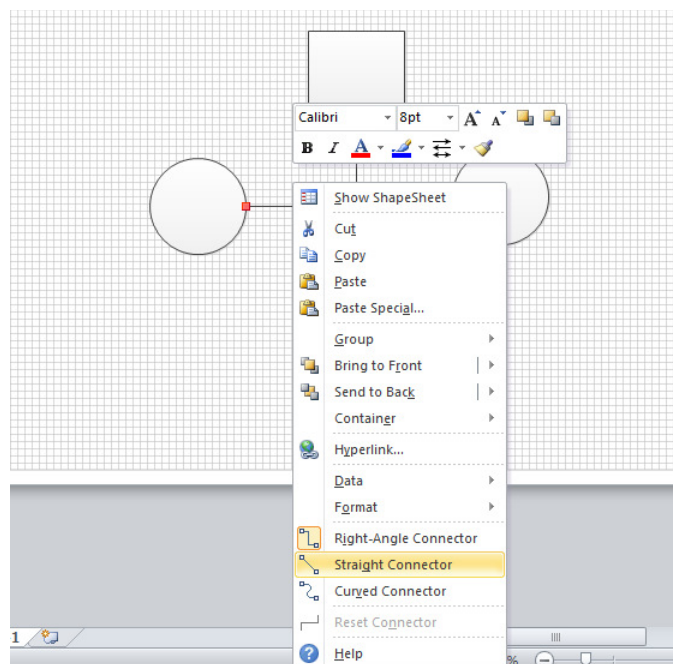 Calibri 8pt A A
B I A
Show ShapeSheet
Cut
Copy
Paste
Paste Special...
Group
Bring to Front
Send to Back
Container
Hyperlink...
Data
Format
Right-Angle Connector
Straight Connector
Curved Connector
Reset Connector
1
Help
%